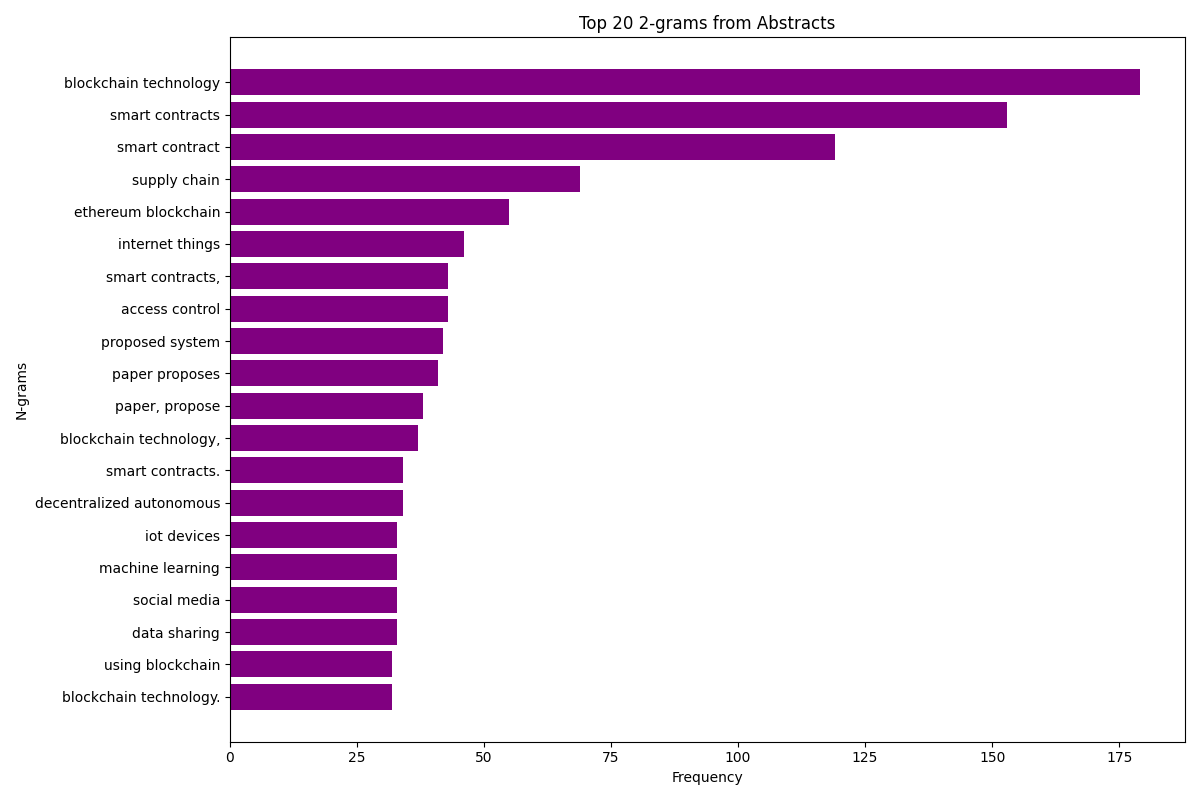 Top 20 2-grams from Abstracts
N-grams
blockchain technology
smart contracts
smart contract
supply chain
ethereum blockchain
internet things
smart contracts,
access control
proposed system
paper proposes
paper, propose
blockchain technology,
smart contracts.
decentralized autonomous
iot devices
machine learning
social media
data sharing
using blockchain
blockchain technology.
0 25 50 75 100 125 150 175
Frequency